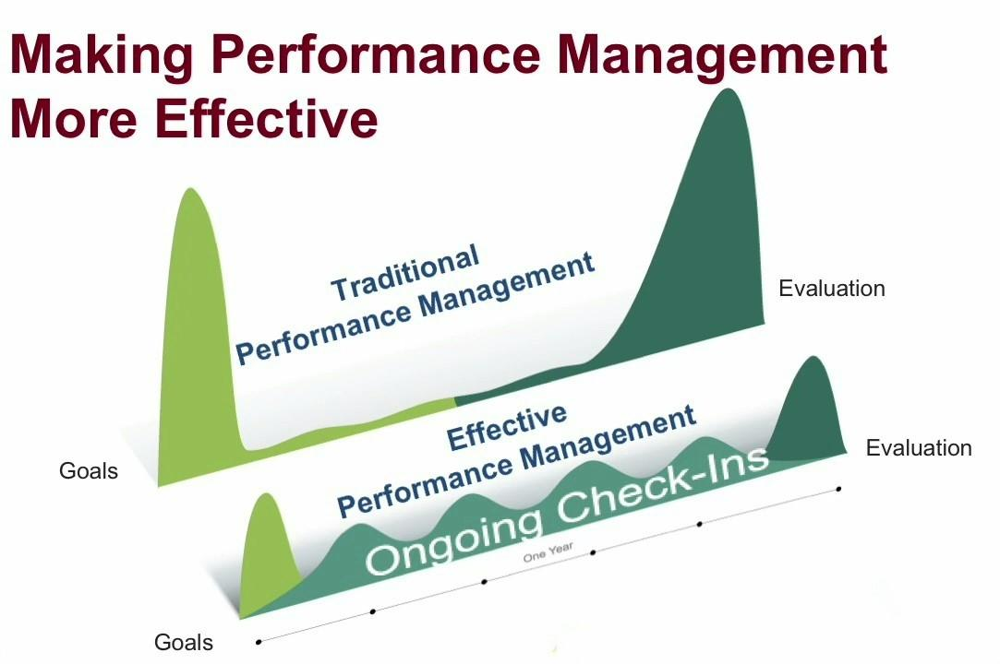 Making Performance Management
More Effective
Traditional
Performance Management
Evaluation
Goals
Effective
Performance Management
Evaluation
Ongoing Check-Ins
One Year
Goals